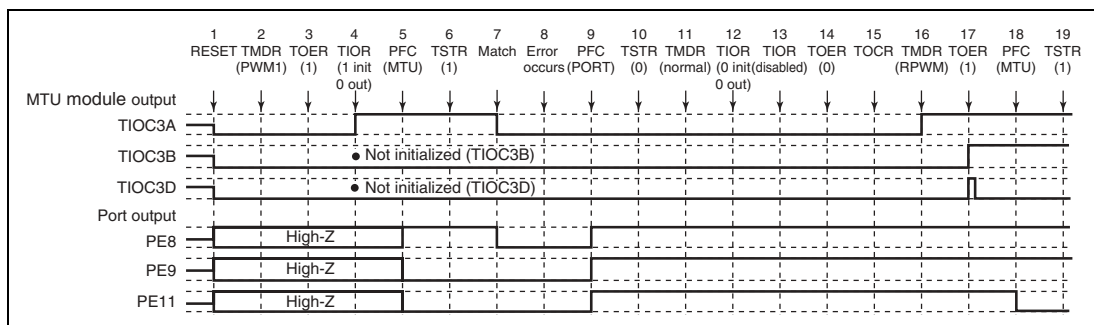 1 2 3 4 5 6 7 8 9 10 11 12 13 14 15 16 17 18 19
RESET TMDR TOER TIOR PFC TSTR Match Error PFC TSTR TMDR TIOR TIOR TOER TOCR TMDR TOER PFC TSTR
(PWM1) (1) (1 init (MTU) (1) occurs (PORT) (0) (normal) (0 init (disabled) (0) (RPWM) (1) (MTU) (1)
0 out) 0 out)
MTU module output
TIOC3A
TIOC3B • Not initialized (TIOC3B)
TIOC3D • Not initialized (TIOC3D)
Port output
PE8 High-Z
PE9 High-Z
PE11 High-Z